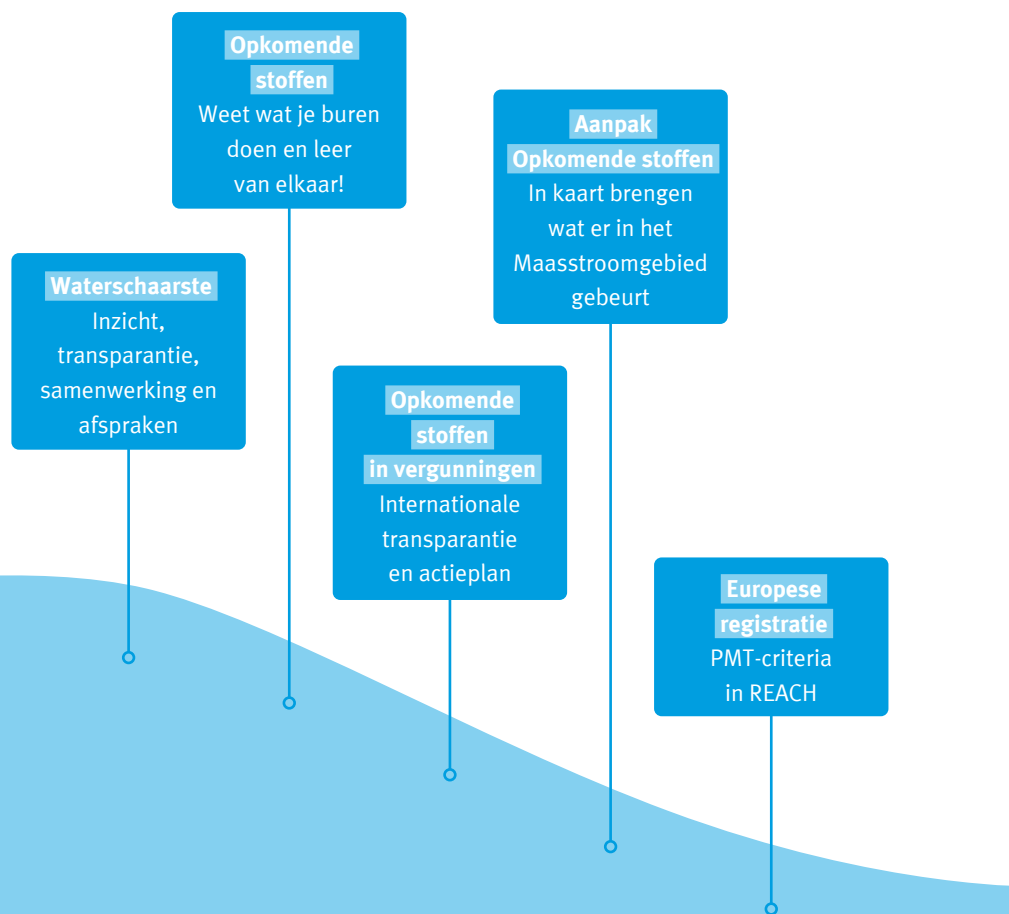 Opkomende
stoffen
Weet wat je buren
doen en leer
van elkaar!
Aanpak
Opkomende stoffen
In kaart brengen
wat er in het
Maasstroomgebied
gebeurt
Waterschaarste
Inzicht,
transparantie,
samenwerking en
afspraken
Opkomende
stoffen
in vergunningen
Internationale
transparantie
en actieplan
Europese
registratie
PMT-criteria
in REACH